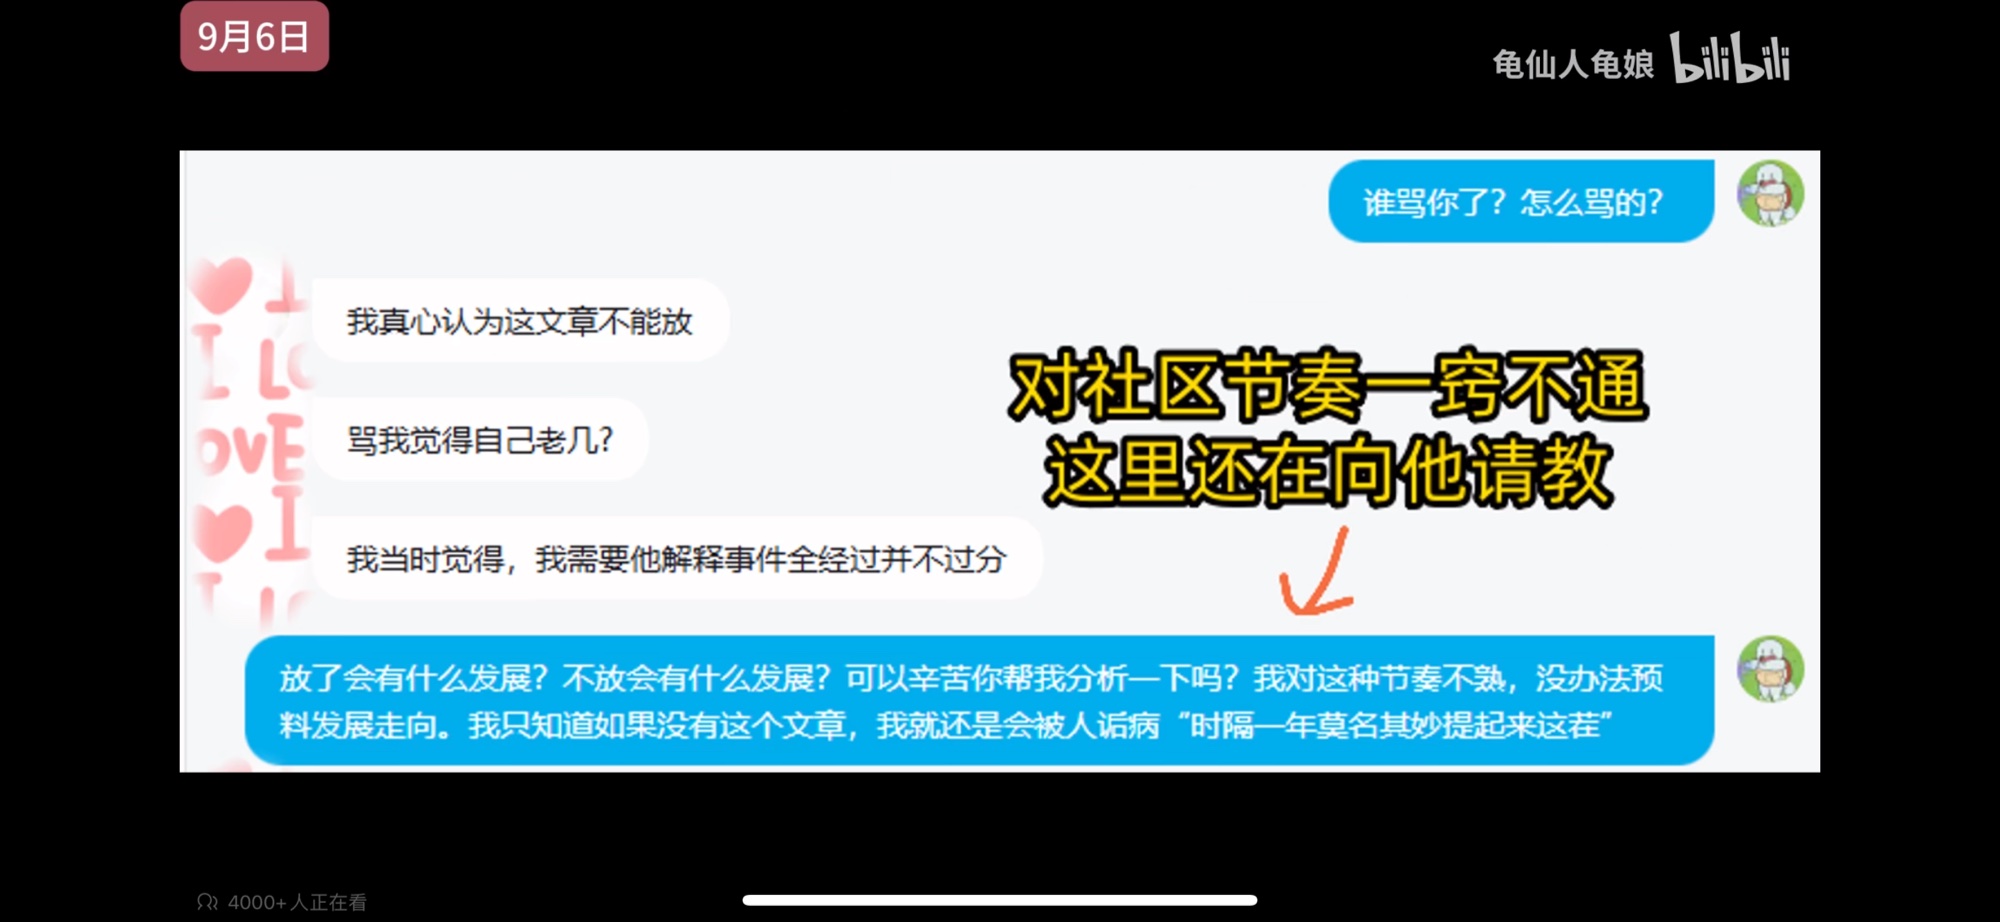 9月6日
龟仙人龟娘 bilibili
谁骂你了？怎么骂的？
我真心认为这文章不能放
骂我觉得自己老几？
我当时觉得，我需要他解释事件全经过并不过分
对社区节奏一窍不通
这里还在向他请教
放了会有什么发展？不放会有什么发展？可以辛苦你帮我分析一下吗？我对这种节奏不熟，没办法预
料发展走向。我只知道如果没有这个文章，我就还是会被人诟病“时隔一年莫名其妙提起来这茬”
4000+人正在看